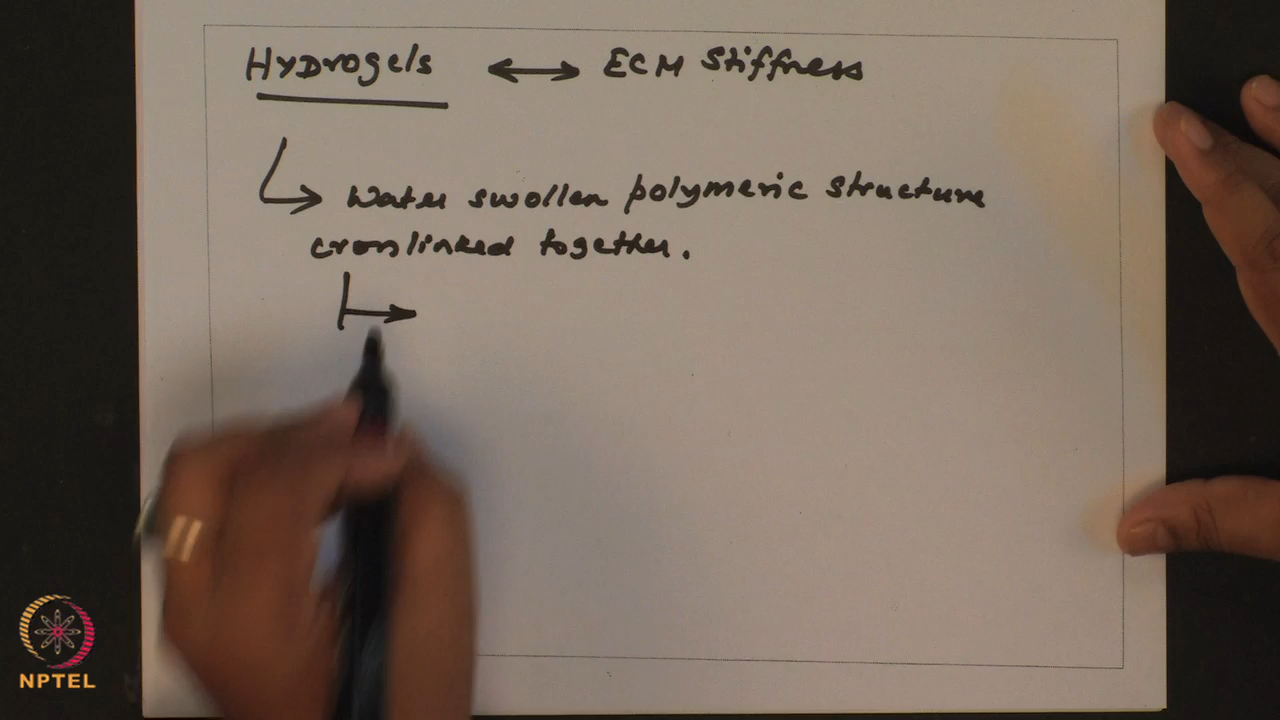 Hydrogels ↔ ECM Stiffness
Water swollen polymeric structure
crosslinked together.
NPTEL